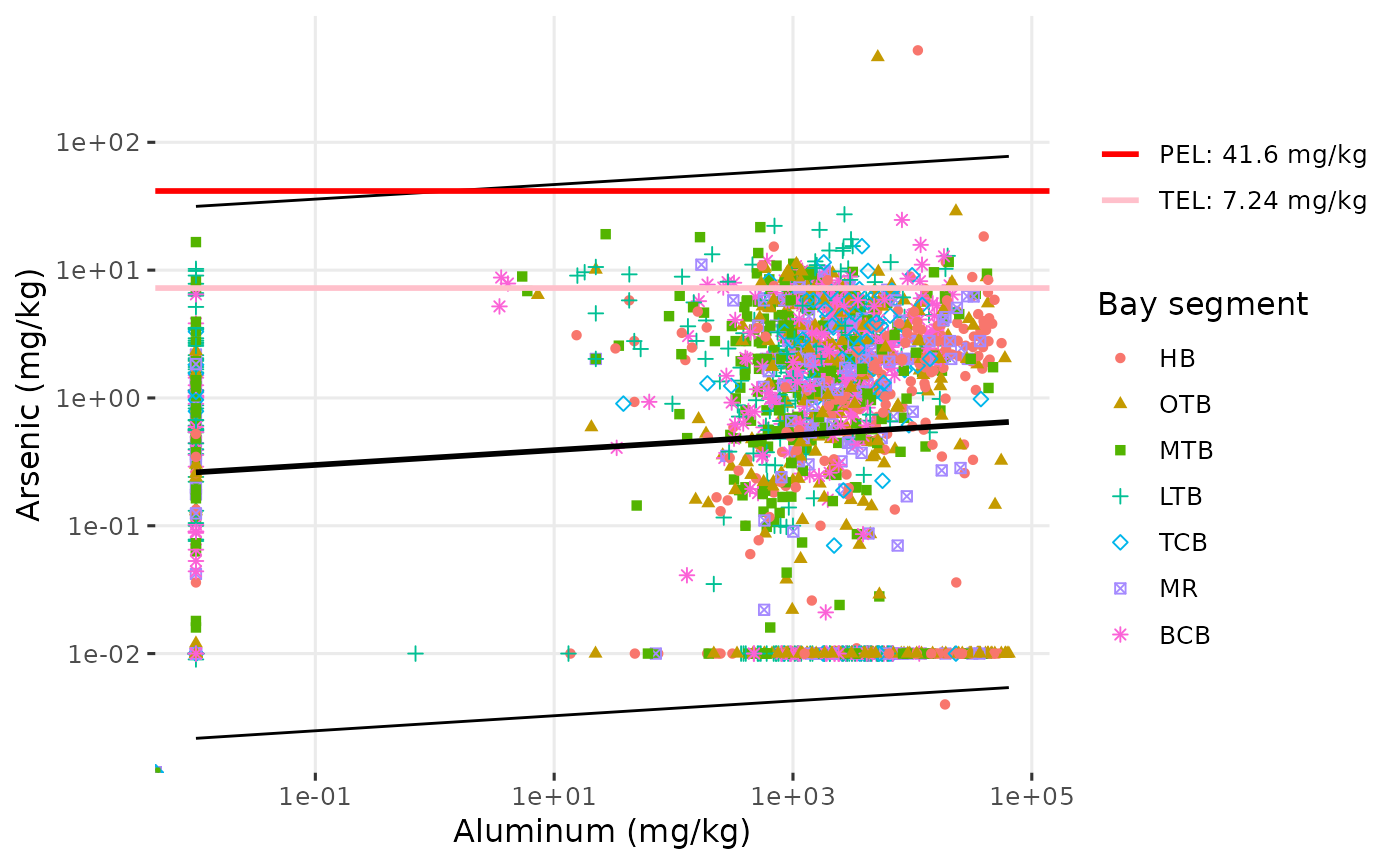 Arsenic (mg/kg)
1e+02
1e+01
1e+00
1e-01
1e-02
1e-01
1e+01
1e+03
1e+05
Aluminum (mg/kg)
PEL: 41.6 mg/kg
TEL: 7.24 mg/kg
Bay segment
HB
OTB
MTB
LTB
TCB
MR
BCB